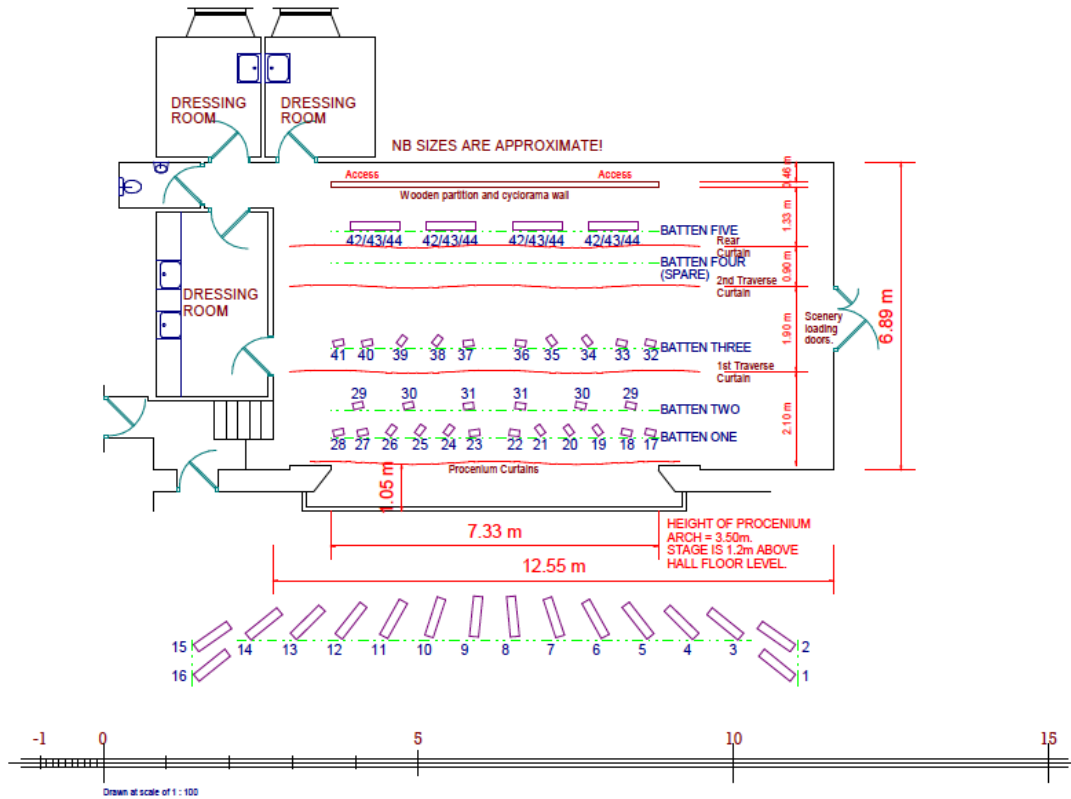 DRESSING
ROOM
DRESSING
ROOM
NB SIZES ARE APPROXIMATE!
Access
Access
Wooden partition and cyclorama wall
0.46 m
1.33 m
42/43/44 42/43/44 42/43/44 42/43/44
BATTEN FIVE
Rear
Curtain
BATTEN FOUR
(SPARE)
0.90 m
2nd Traverse
Curtain
DRESSING
ROOM
Scenery
loading
doors.
6.89 m
1.90 m
41 40 39 38 37 36 35 34 33 32
BATTEN THREE
1st Traverse
Curtain
29 30 31 31 30 29
BATTEN TWO
2.10 m
28 27 26 25 24 23 22 21 20 19 18 17
BATTEN ONE
Procenium Curtains
1.05 m
7.33 m
HEIGHT OF PROCENIUM
ARCH = 3.50m.
STAGE IS 1.2m ABOVE
HALL FLOOR LEVEL.
12.55 m
15 14 13 12 11 10 9 8 7 6 5 4 3 2
16 1
-1 0 5 10 15
Drawn at scale of 1 : 100